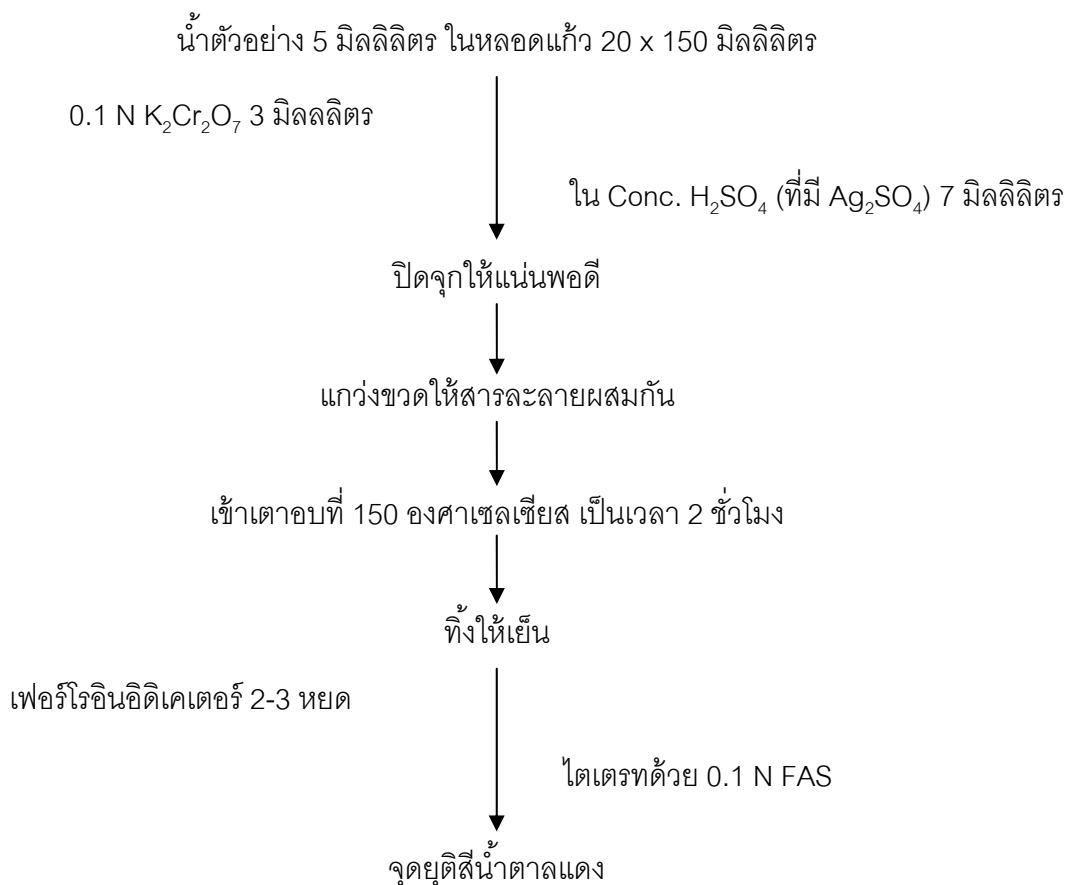 น้ำตัวอย่าง 5 มิลลิลิตร ในหลอดแก้ว 20 x 150 มิลลิลิตร
0.1 N K₂Cr₂O₇ 3 มิลลลิตร
ใน Conc. H₂SO₄ (ที่มี Ag₂SO₄) 7 มิลลิลิตร
ปิดจุกให้แน่นพอดี
แกว่งขวดให้สารละลายผสมกัน
เข้าเตาอบที่ 150 องศาเซลเซียส เป็นเวลา 2 ชั่วโมง
ทิ้งให้เย็น
เฟอร์โรอินอิดิเคเตอร์ 2-3 หยด
ไตเตรทด้วย 0.1 N FAS
จุดยุติสีน้ำตาลแดง